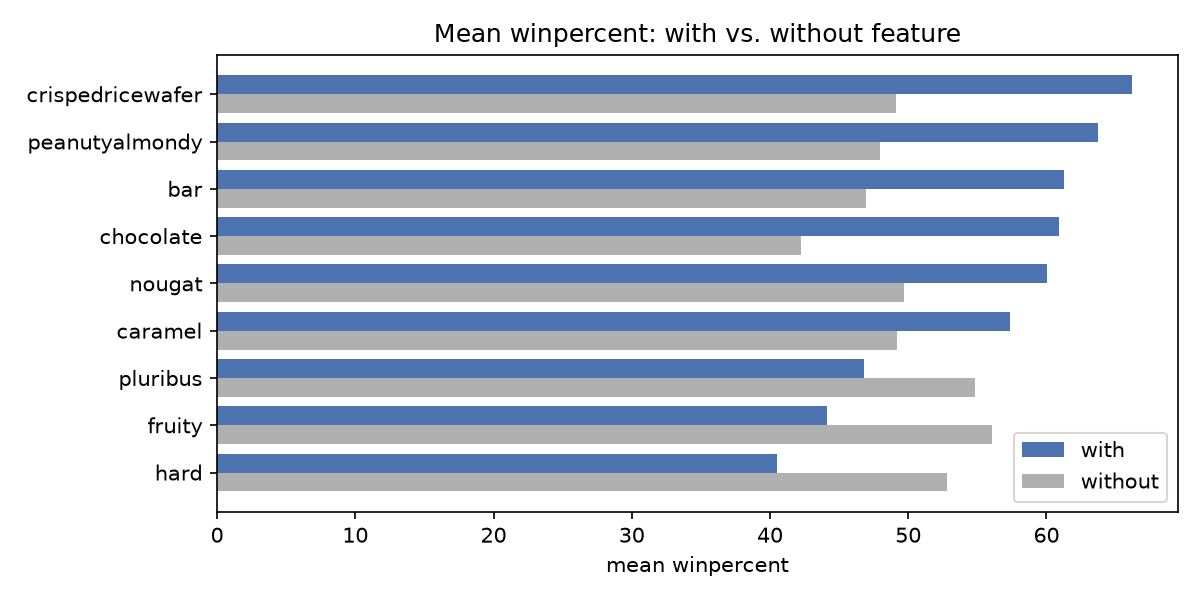 Mean winpercent: with vs. without feature
crispedricewafer
peanutyalmondy
bar
chocolate
nougat
caramel
pluribus
fruity
hard
with
without
0 10 20 30 40 50 60
mean winpercent